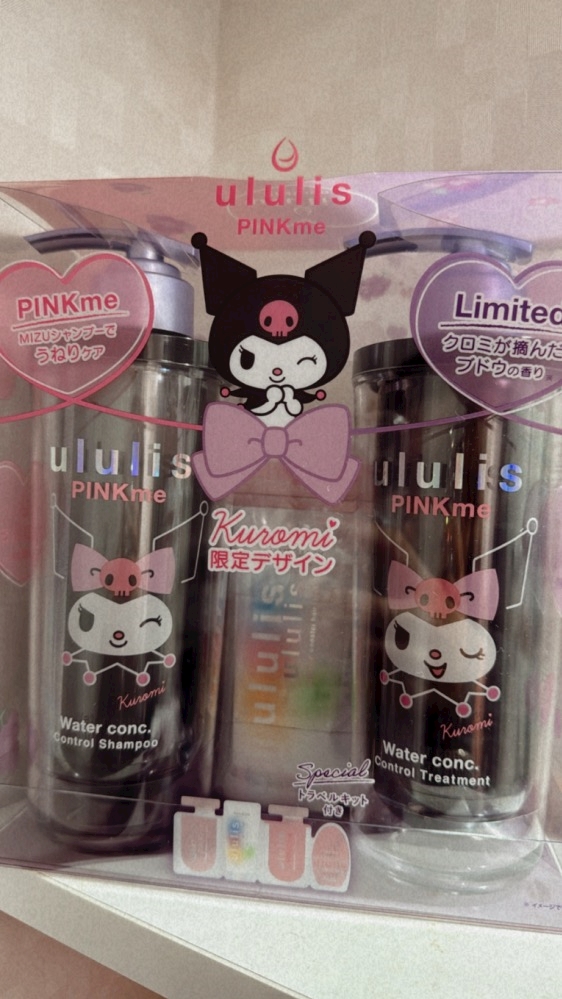 ululis
PINKme
PINKme
MIZUシャンプーで
うねりケア
Limited
クロミが摘んだ
ブドウの香り※
ululis
PINKme
ululis
PINKme
Kuromi
限定デザイン
ululis
ululis
Kuromi
Water conc.
Control Shampoo
Kuromi
Water conc.
Control Treatment
Special
トラベルキット
付き